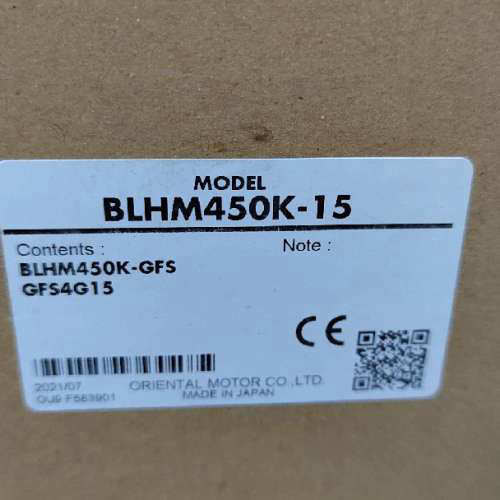 MODEL
BLHM450K-15
Contents :
Note :
BLHM450K-GFS
GFS4G15
CE
2021/07
ORIENTAL MOTOR CO.,LTD.
MADE IN JAPAN